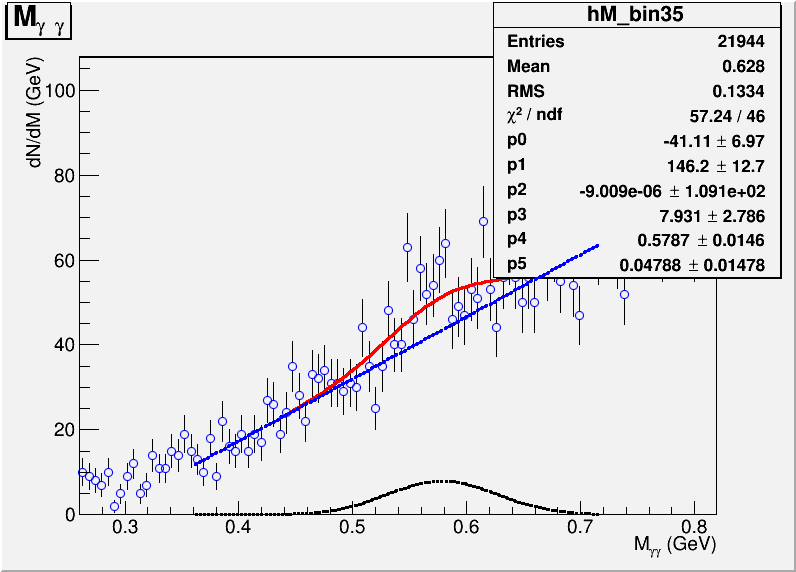 M γ γ
hM_bin35
Entries 21944
Mean 0.628
RMS 0.1334
χ² / ndf 57.24 / 46
p0 -41.11 ± 6.97
p1 146.2 ± 12.7
p2 -9.009e-06 ± 1.091e+02
p3 7.931 ± 2.786
p4 0.5787 ± 0.0146
p5 0.04788 ± 0.01478
dN/dM (GeV)
100
80
60
40
20
0
0.3 0.4 0.5 0.6 0.7 0.8
Mγγ (GeV)